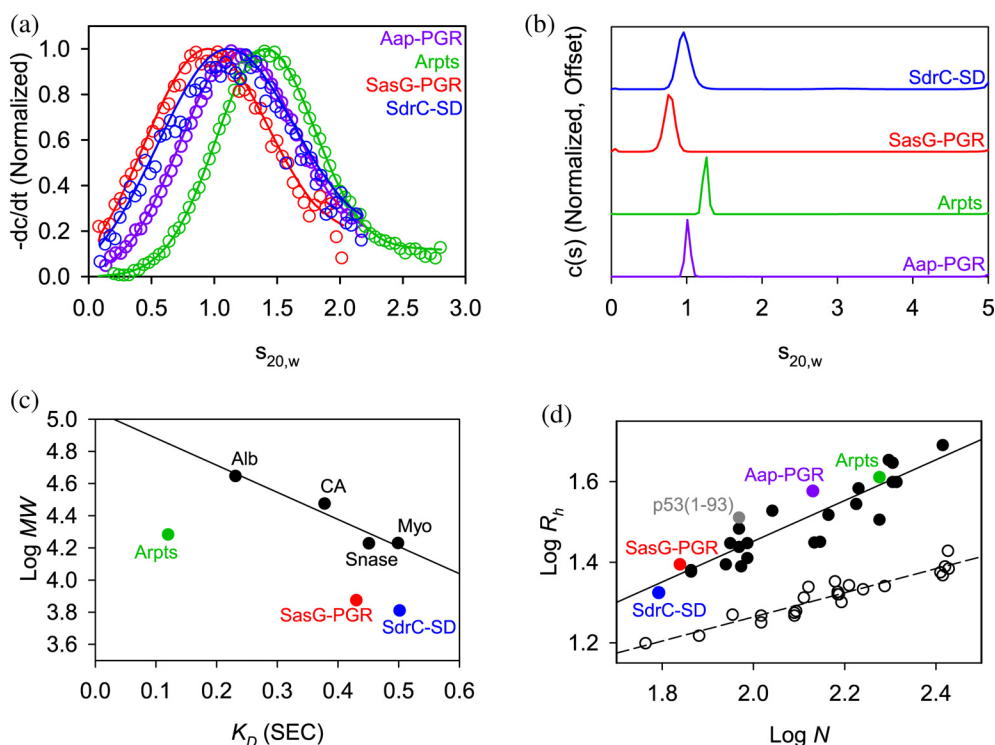 (a)
-dc/dt (Normalized)
1.0
0.8
0.6
0.4
0.2
0.0
Aap-PGR
Arpts
SasG-PGR
SdrC-SD
0.0 0.5 1.0 1.5 2.0 2.5 3.0
s20,w
(b)
c(s) (Normalized, Offset)
SdrC-SD
SasG-PGR
Arpts
Aap-PGR
0 1 2 3 4 5
s20,w
(c)
Log MW
5.0
4.8
4.6
4.4
4.2
4.0
3.8
3.6
Alb
CA
Myo
Snase
Arpts
SasG-PGR
SdrC-SD
0.0 0.1 0.2 0.3 0.4 0.5 0.6
KD (SEC)
(d)
Log Rh
1.6
1.4
1.2
Arpts
Aap-PGR
p53(1-93)
SasG-PGR
SdrC-SD
1.8 2.0 2.2 2.4
Log N